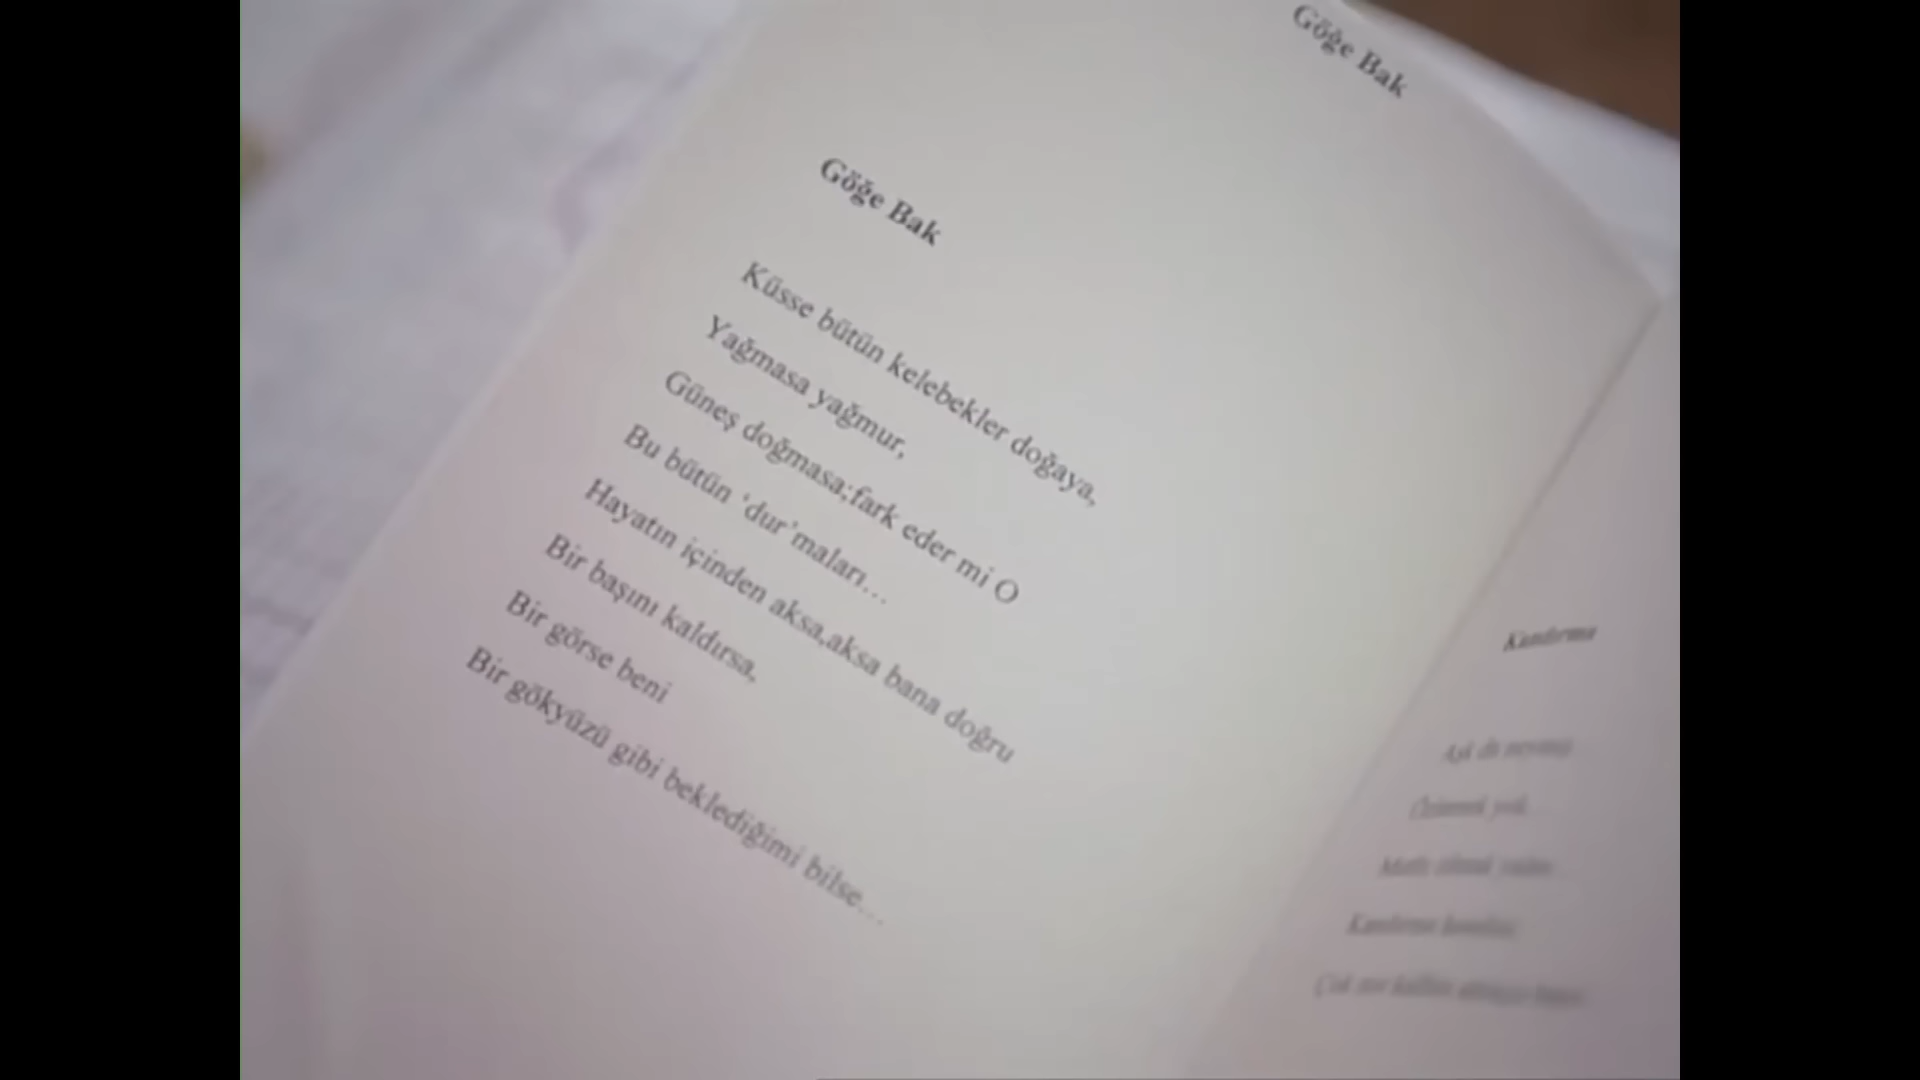 Göğe Bak
Göğe Bak
Küsse bütün kelebekler doğaya,
Yağmasa yağmur,
Güneş doğmasa;fark eder mi O
Bu bütün ‘dur’maları…
Hayatın içinden aksa,aksa bana doğru
Bir başını kaldırsa,
Bir görse beni
Bir gökyüzü gibi beklediğimi bilse…
Kandırma